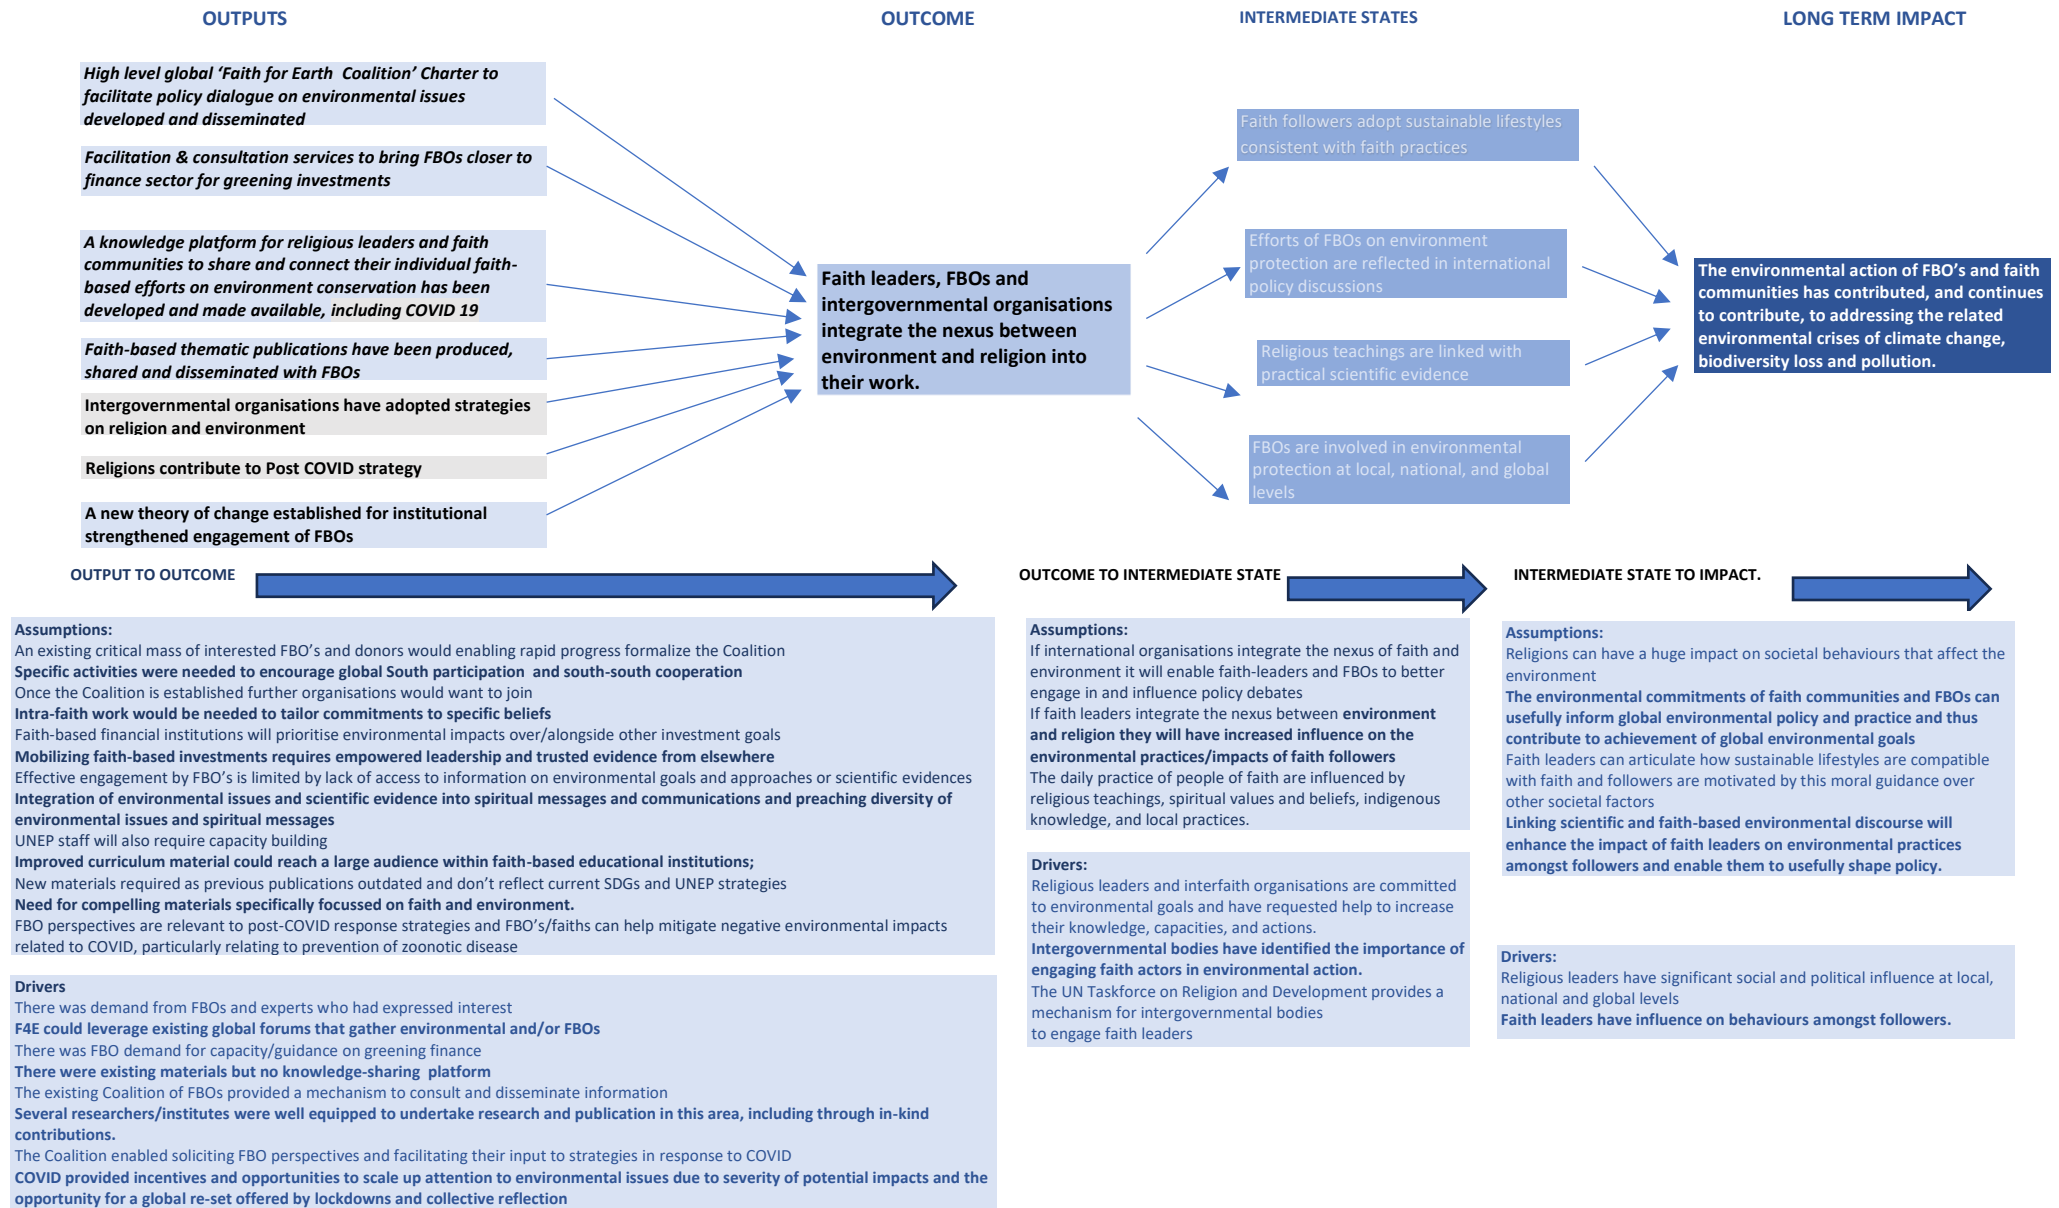 OUTPUTS
OUTCOME
INTERMEDIATE STATES
LONG TERM IMPACT
High level global ‘Faith for Earth Coalition’ Charter to
facilitate policy dialogue on environmental issues
developed and disseminated
Facilitation & consultation services to bring FBOs closer to
finance sector for greening investments
A knowledge platform for religious leaders and faith
communities to share and connect their individual faith-
based efforts on environment conservation has been
developed and made available, including COVID 19
Faith-based thematic publications have been produced,
shared and disseminated with FBOs
Intergovernmental organisations have adopted strategies
on religion and environment
Religions contribute to Post COVID strategy
A new theory of change established for institutional
strengthened engagement of FBOs
Faith leaders, FBOs and
intergovernmental organisations
integrate the nexus between
environment and religion into
their work.
Faith followers adopt sustainable lifestyles
consistent with faith practices
Efforts of FBOs on environment
protection are reflected in international
policy discussions
Religious teachings are linked with
practical scientific evidence
FBOs are involved in environmental
protection at local, national, and global
levels
The environmental action of FBO’s and faith
communities has contributed, and continues
to contribute, to addressing the related
environmental crises of climate change,
biodiversity loss and pollution.
OUTPUT TO OUTCOME
OUTCOME TO INTERMEDIATE STATE
INTERMEDIATE STATE TO IMPACT.
Assumptions:
An existing critical mass of interested FBO’s and donors would enabling rapid progress formalize the Coalition
Specific activities were needed to encourage global South participation and south-south cooperation
Once the Coalition is established further organisations would want to join
Intra-faith work would be needed to tailor commitments to specific beliefs
Faith-based financial institutions will prioritise environmental impacts over/alongside other investment goals
Mobilizing faith-based investments requires empowered leadership and trusted evidence from elsewhere
Effective engagement by FBO’s is limited by lack of access to information on environmental goals and approaches or scientific evidences
Integration of environmental issues and scientific evidence into spiritual messages and communications and preaching diversity of
environmental issues and spiritual messages
UNEP staff will also require capacity building
Improved curriculum material could reach a large audience within faith-based educational institutions;
New materials required as previous publications outdated and don’t reflect current SDGs and UNEP strategies
Need for compelling materials specifically focussed on faith and environment.
FBO perspectives are relevant to post-COVID response strategies and FBO’s/faiths can help mitigate negative environmental impacts
related to COVID, particularly relating to prevention of zoonotic disease
Drivers
There was demand from FBOs and experts who had expressed interest
F4E could leverage existing global forums that gather environmental and/or FBOs
There was FBO demand for capacity/guidance on greening finance
There were existing materials but no knowledge-sharing platform
The existing Coalition of FBOs provided a mechanism to consult and disseminate information
Several researchers/institutes were well equipped to undertake research and publication in this area, including through in-kind
contributions.
The Coalition enabled soliciting FBO perspectives and facilitating their input to strategies in response to COVID
COVID provided incentives and opportunities to scale up attention to environmental issues due to severity of potential impacts and the
opportunity for a global re-set offered by lockdowns and collective reflection
Assumptions:
If international organisations integrate the nexus of faith and
environment it will enable faith-leaders and FBOs to better
engage in and influence policy debates
If faith leaders integrate the nexus between environment
and religion they will have increased influence on the
environmental practices/impacts of faith followers
The daily practice of people of faith are influenced by
religious teachings, spiritual values and beliefs, indigenous
knowledge, and local practices.
Drivers:
Religious leaders and interfaith organisations are committed
to environmental goals and have requested help to increase
their knowledge, capacities, and actions.
Intergovernmental bodies have identified the importance of
engaging faith actors in environmental action.
The UN Taskforce on Religion and Development provides a
mechanism for intergovernmental bodies
to engage faith leaders
Assumptions:
Religions can have a huge impact on societal behaviours that affect the
environment
The environmental commitments of faith communities and FBOs can
usefully inform global environmental policy and practice and thus
contribute to achievement of global environmental goals
Faith leaders can articulate how sustainable lifestyles are compatible
with faith and followers are motivated by this moral guidance over
other societal factors
Linking scientific and faith-based environmental discourse will
enhance the impact of faith leaders on environmental practices
amongst followers and enable them to usefully shape policy.
Drivers:
Religious leaders have significant social and political influence at local,
national and global levels
Faith leaders have influence on behaviours amongst followers.